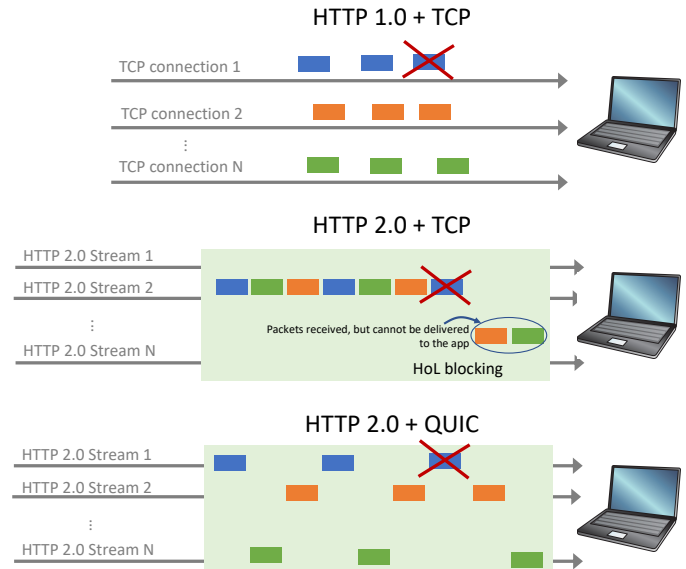 HTTP 1.0 + TCP
TCP connection 1
TCP connection 2
...
TCP connection N
HTTP 2.0 + TCP
HTTP 2.0 Stream 1
HTTP 2.0 Stream 2
...
Packets received, but cannot be delivered
to the app
HTTP 2.0 Stream N
HoL blocking
HTTP 2.0 + QUIC
HTTP 2.0 Stream 1
HTTP 2.0 Stream 2
...
HTTP 2.0 Stream N